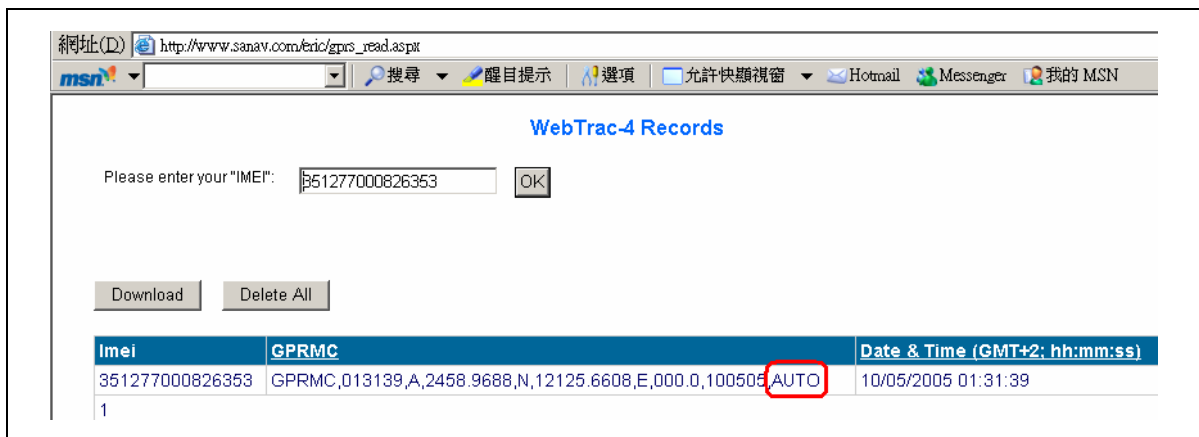 網址(D) http://www.sanav.com/eric/gprs_read.aspx
msn 搜尋 醒目提示 選項 允許快顯視窗 Hotmail Messenger 我的 MSN
WebTrac-4 Records
Please enter your "IMEI": 351277000826353 OK
Download Delete All
Imei GPRMC Date & Time (GMT+2; hh:mm:ss)
351277000826353 GPRMC,013139,A,2458.9688,N,12125.6608,E,000.0,100505,AUTO 10/05/2005 01:31:39
1